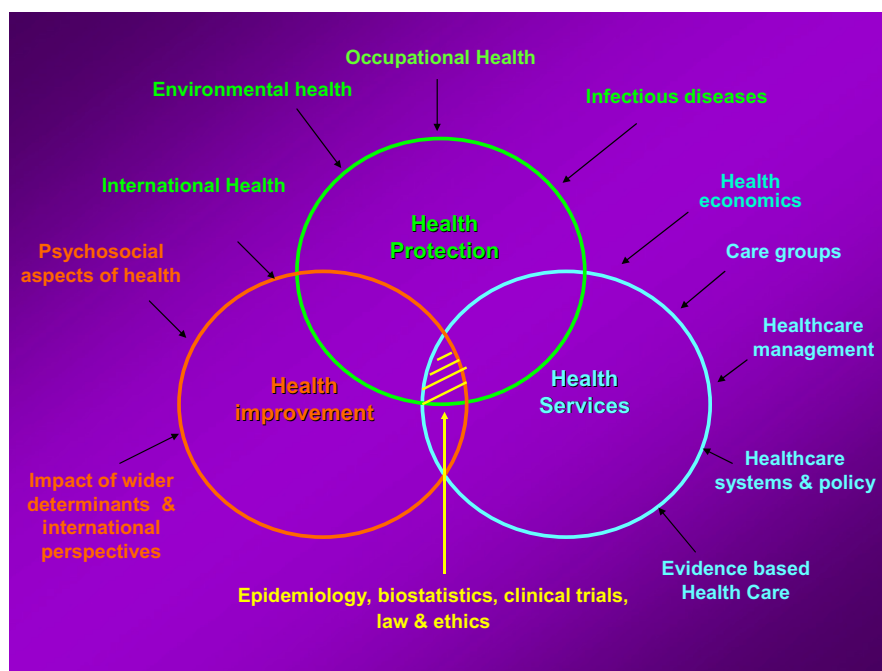 Occupational Health
Environmental health
Infectious diseases
International Health
Health
economics
Health
Protection
Psychosocial
aspects of health
Care groups
Healthcare
management
Health
improvement
Health
Services
Impact of wider
determinants &
international
perspectives
Healthcare
systems & policy
Evidence based
Health Care
Epidemiology, biostatistics, clinical trials,
law & ethics